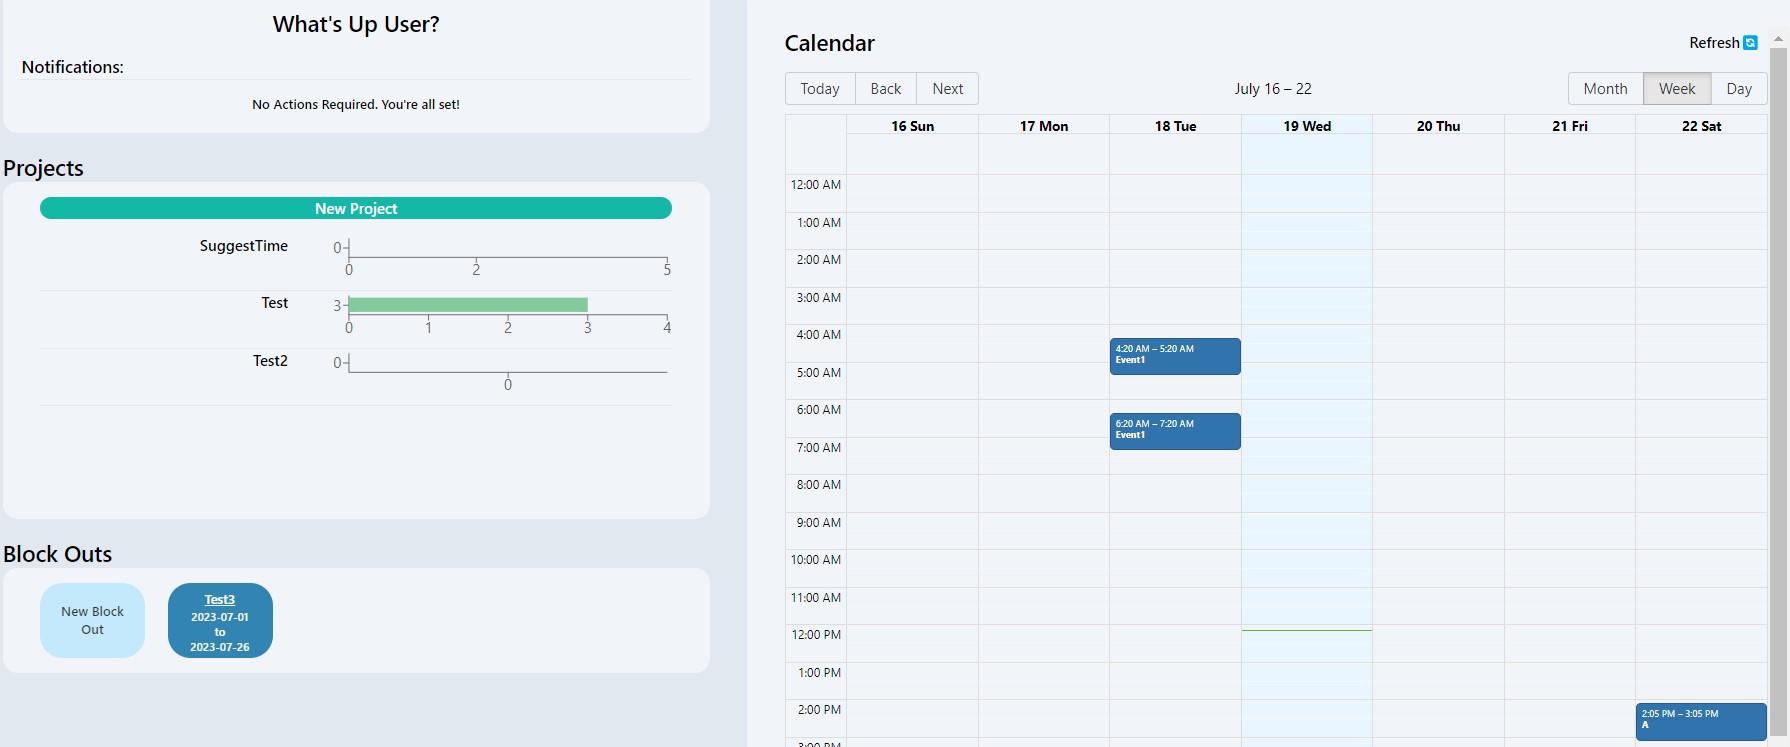 What's Up User?
Notifications:
No Actions Required. You're all set!
Projects
New Project
SuggestTime
0
0 2 5
Test
3
0 1 2 3 4
Test2
0
0
Block Outs
New Block
Out
Test3
2023-07-01
to
2023-07-26
Calendar
Refresh
Today Back Next
July 16 – 22
Month Week Day
16 Sun 17 Mon 18 Tue 19 Wed 20 Thu 21 Fri 22 Sat
12:00 AM
1:00 AM
2:00 AM
3:00 AM
4:00 AM
4:20 AM – 5:20 AM
Event1
5:00 AM
6:00 AM
6:20 AM – 7:20 AM
Event1
7:00 AM
8:00 AM
9:00 AM
10:00 AM
11:00 AM
12:00 PM
1:00 PM
2:00 PM
2:05 PM – 3:05 PM
A
3:00 PM